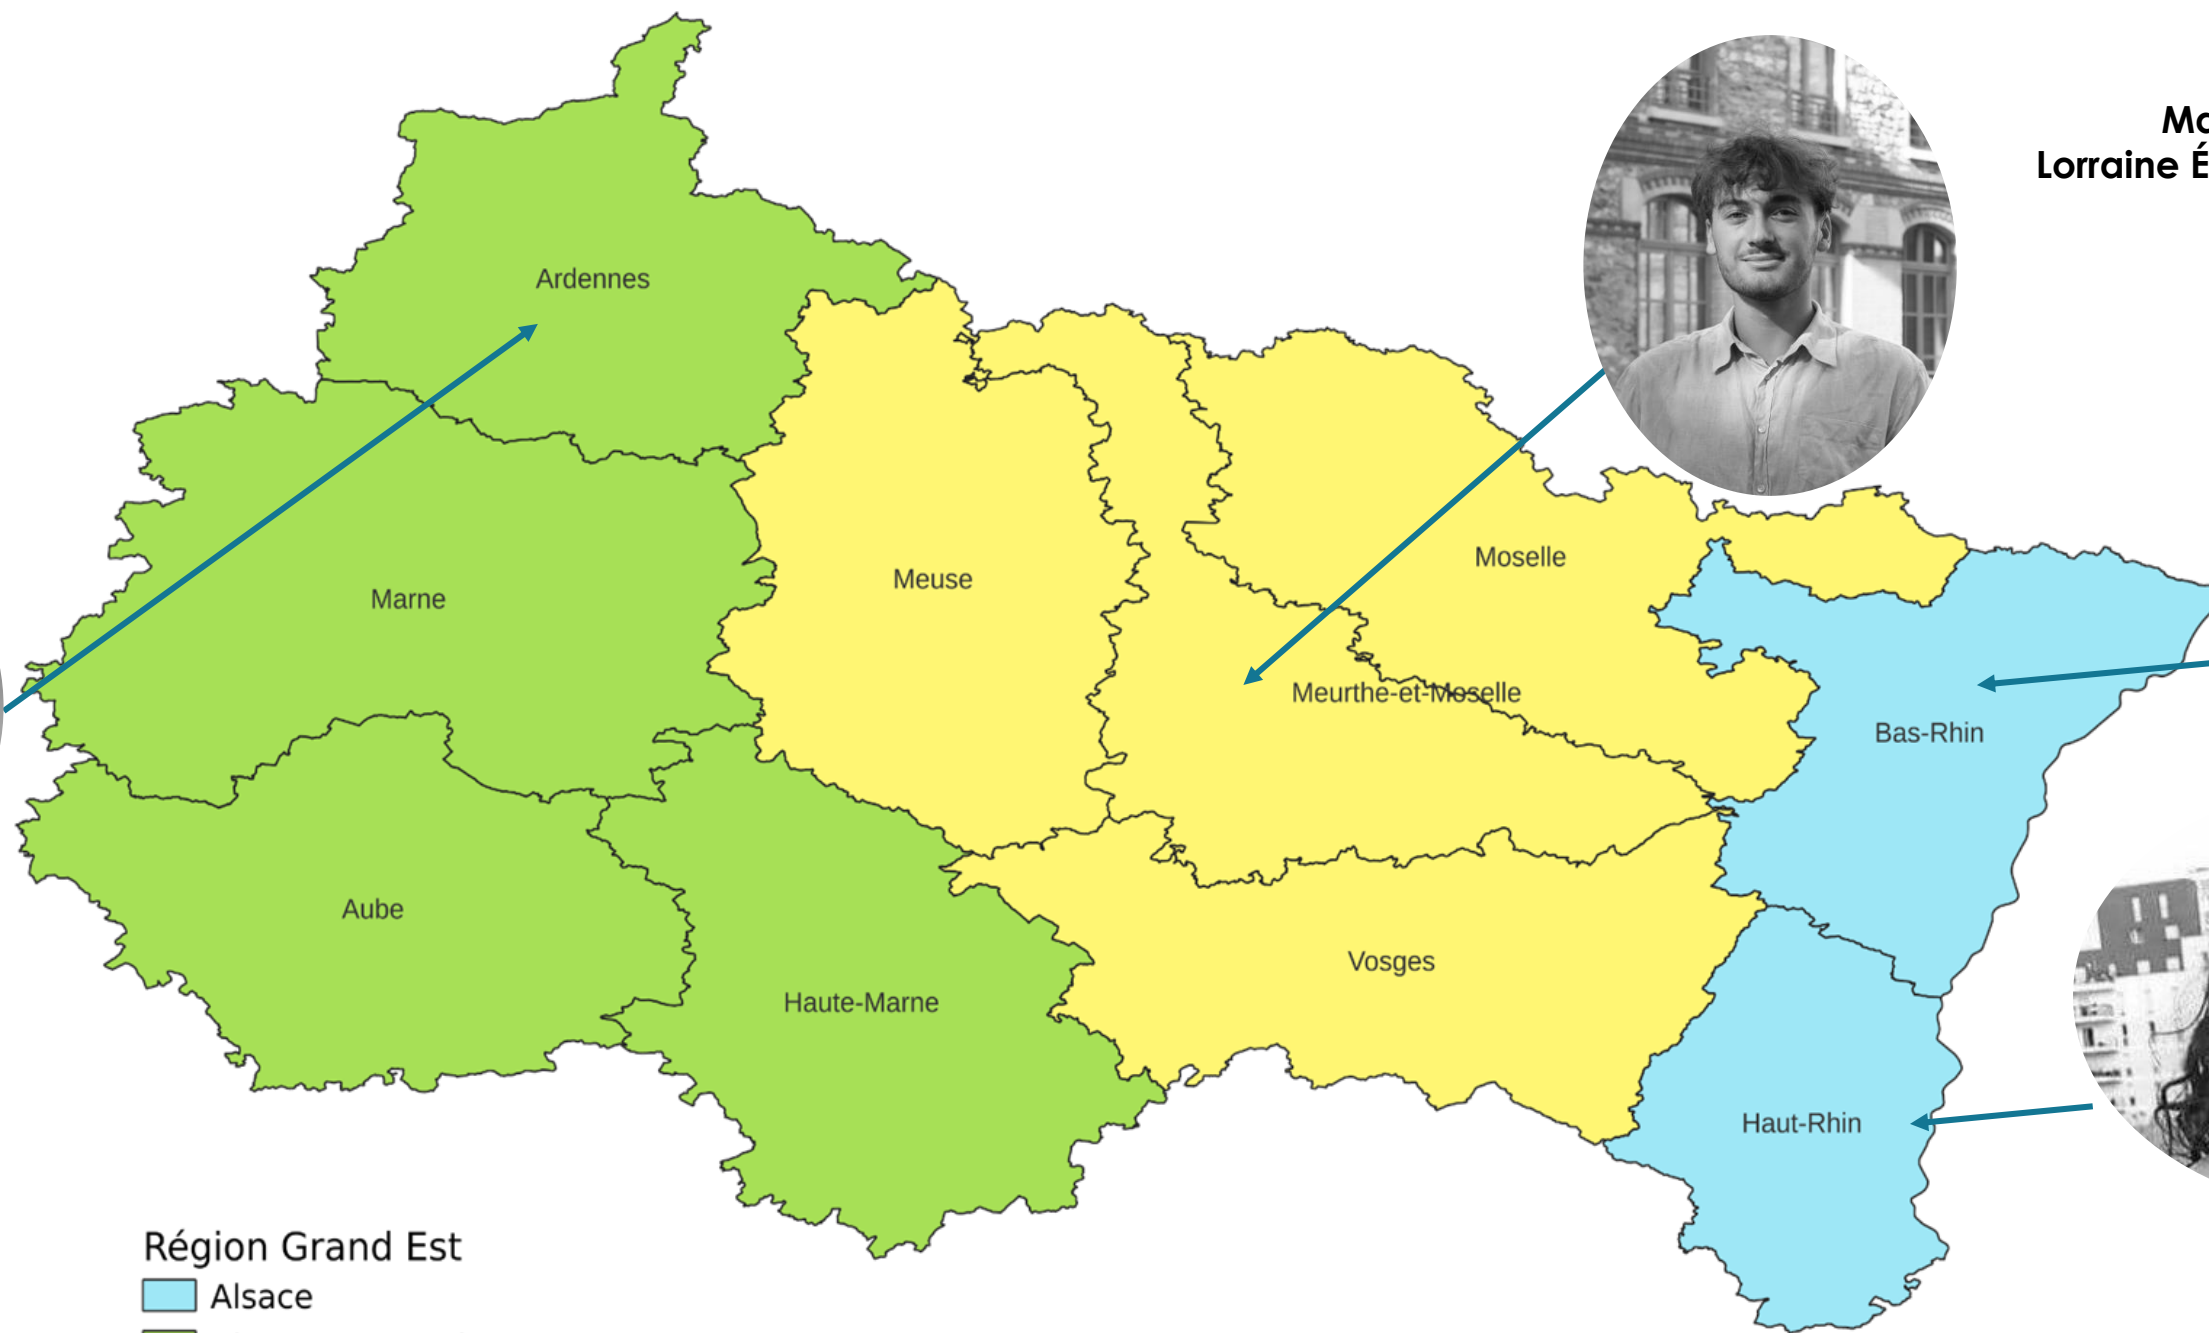 Ma
Lorraine É
Ardennes
Moselle
Meuse
Marne
Meurthe-et-Moselle
Bas-Rhin
Aube
Vosges
Haute-Marne
Haut-Rhin
Région Grand Est
Alsace